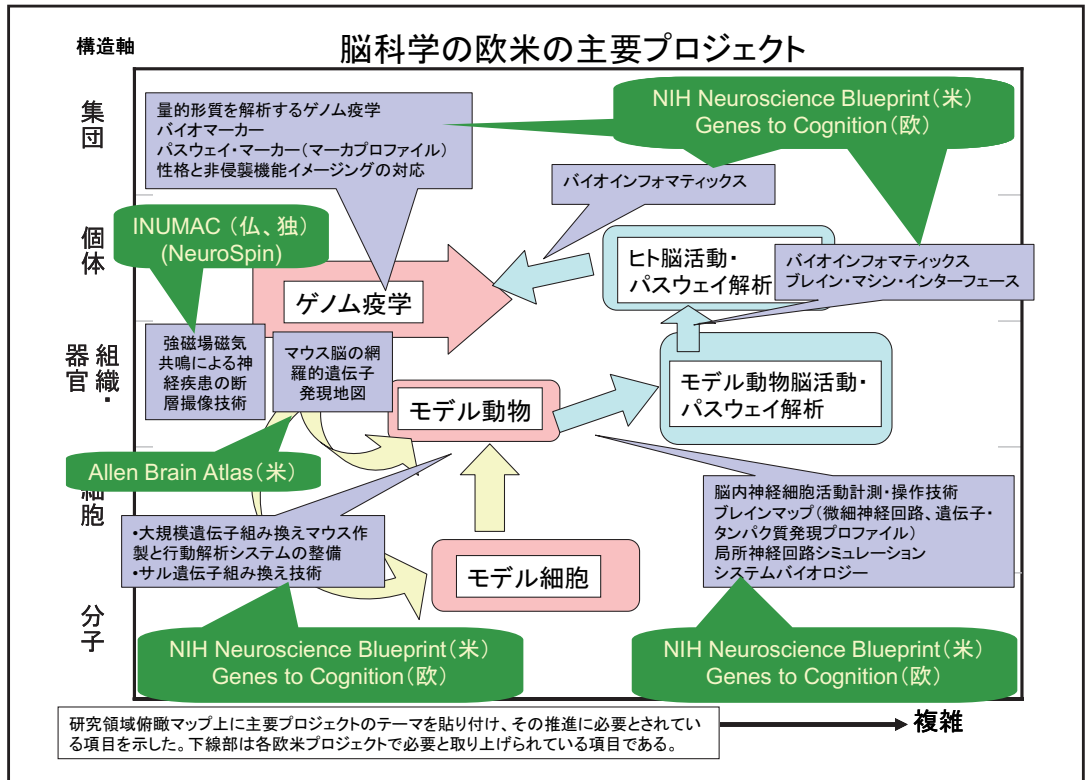 構造軸
脳科学の欧米の主要プロジェクト
集団
量的形質を解析するゲノム疫学
バイオマーカー
パスウェイ・マーカー（マーカプロファイル）
性格と非侵襲機能イメージングの対応
NIH Neuroscience Blueprint（米）
Genes to Cognition（欧）
バイオインフォマティックス
個体
INUMAC （仏、独）
(NeuroSpin)
ヒト脳活動・
パスウェイ解析
バイオインフォマティックス
ブレイン・マシン・インターフェース
ゲノム疫学
組織・
器官
強磁場磁気
共鳴による神
経疾患の断
層撮像技術
マウス脳の網
羅的遺伝子
発現地図
モデル動物
モデル動物脳活動・
パスウェイ解析
Allen Brain Atlas（米）
細胞
脳内神経細胞活動計測・操作技術
ブレインマップ（微細神経回路、遺伝子・
タンパク質発現プロファイル）
局所神経回路シミュレーション
システムバイオロジー
•大規模遺伝子組み換えマウス作
製と行動解析システムの整備
•サル遺伝子組み換え技術
モデル細胞
分子
NIH Neuroscience Blueprint（米）
Genes to Cognition（欧）
NIH Neuroscience Blueprint（米）
Genes to Cognition（欧）
研究領域俯瞰マップ上に主要プロジェクトのテーマを貼り付け、その推進に必要とされてい
る項目を示した。下線部は各欧米プロジェクトで必要と取り上げられている項目である。
複雑